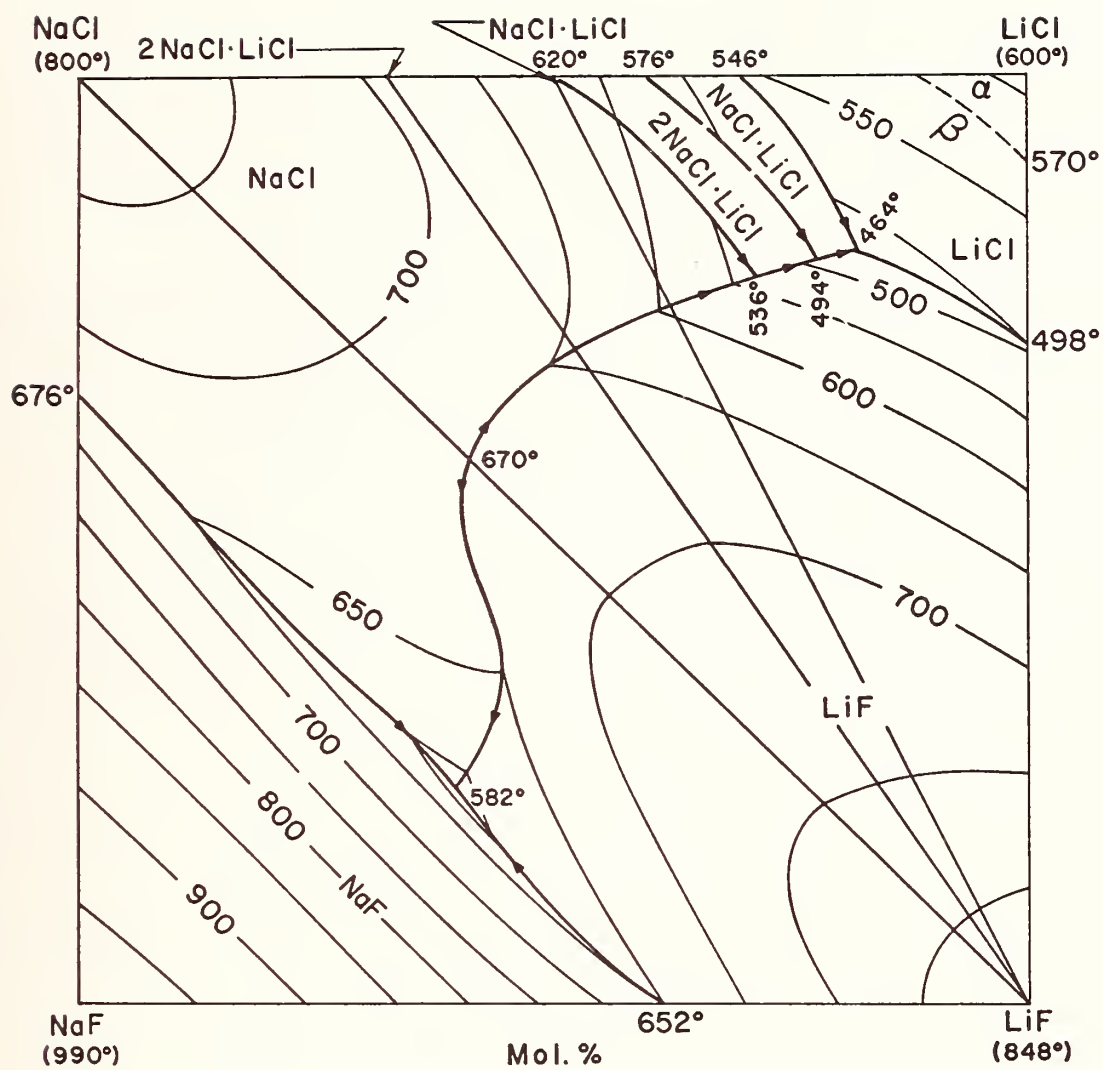 NaCl
(800°)
2NaCl·LiCl
NaCl·LiCl
620° 576° 546°
LiCl
(600°)
α
β
550
570°
NaCl
2NaCl·LiCl
NaCl·LiCl
464°
LiCl
700
536°
494°
500
498°
600
676°
670°
650
700
LiF
700
582°
800
NaF
900
NaF
(990°)
652°
Mol. %
LiF
(848°)